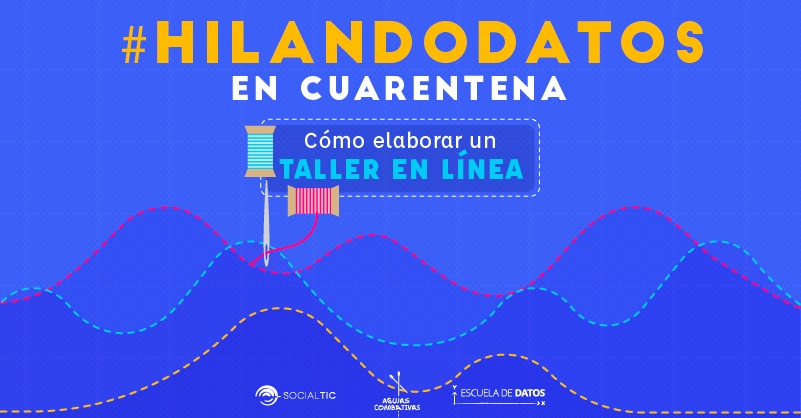 #HILANDODATOS
EN CUARENTENA
Cómo elaborar un
TALLER EN LÍNEA
SOCIALTIC
AGUJAS
COMBATIVAS
ESCUELA DE DATOS
Y
X